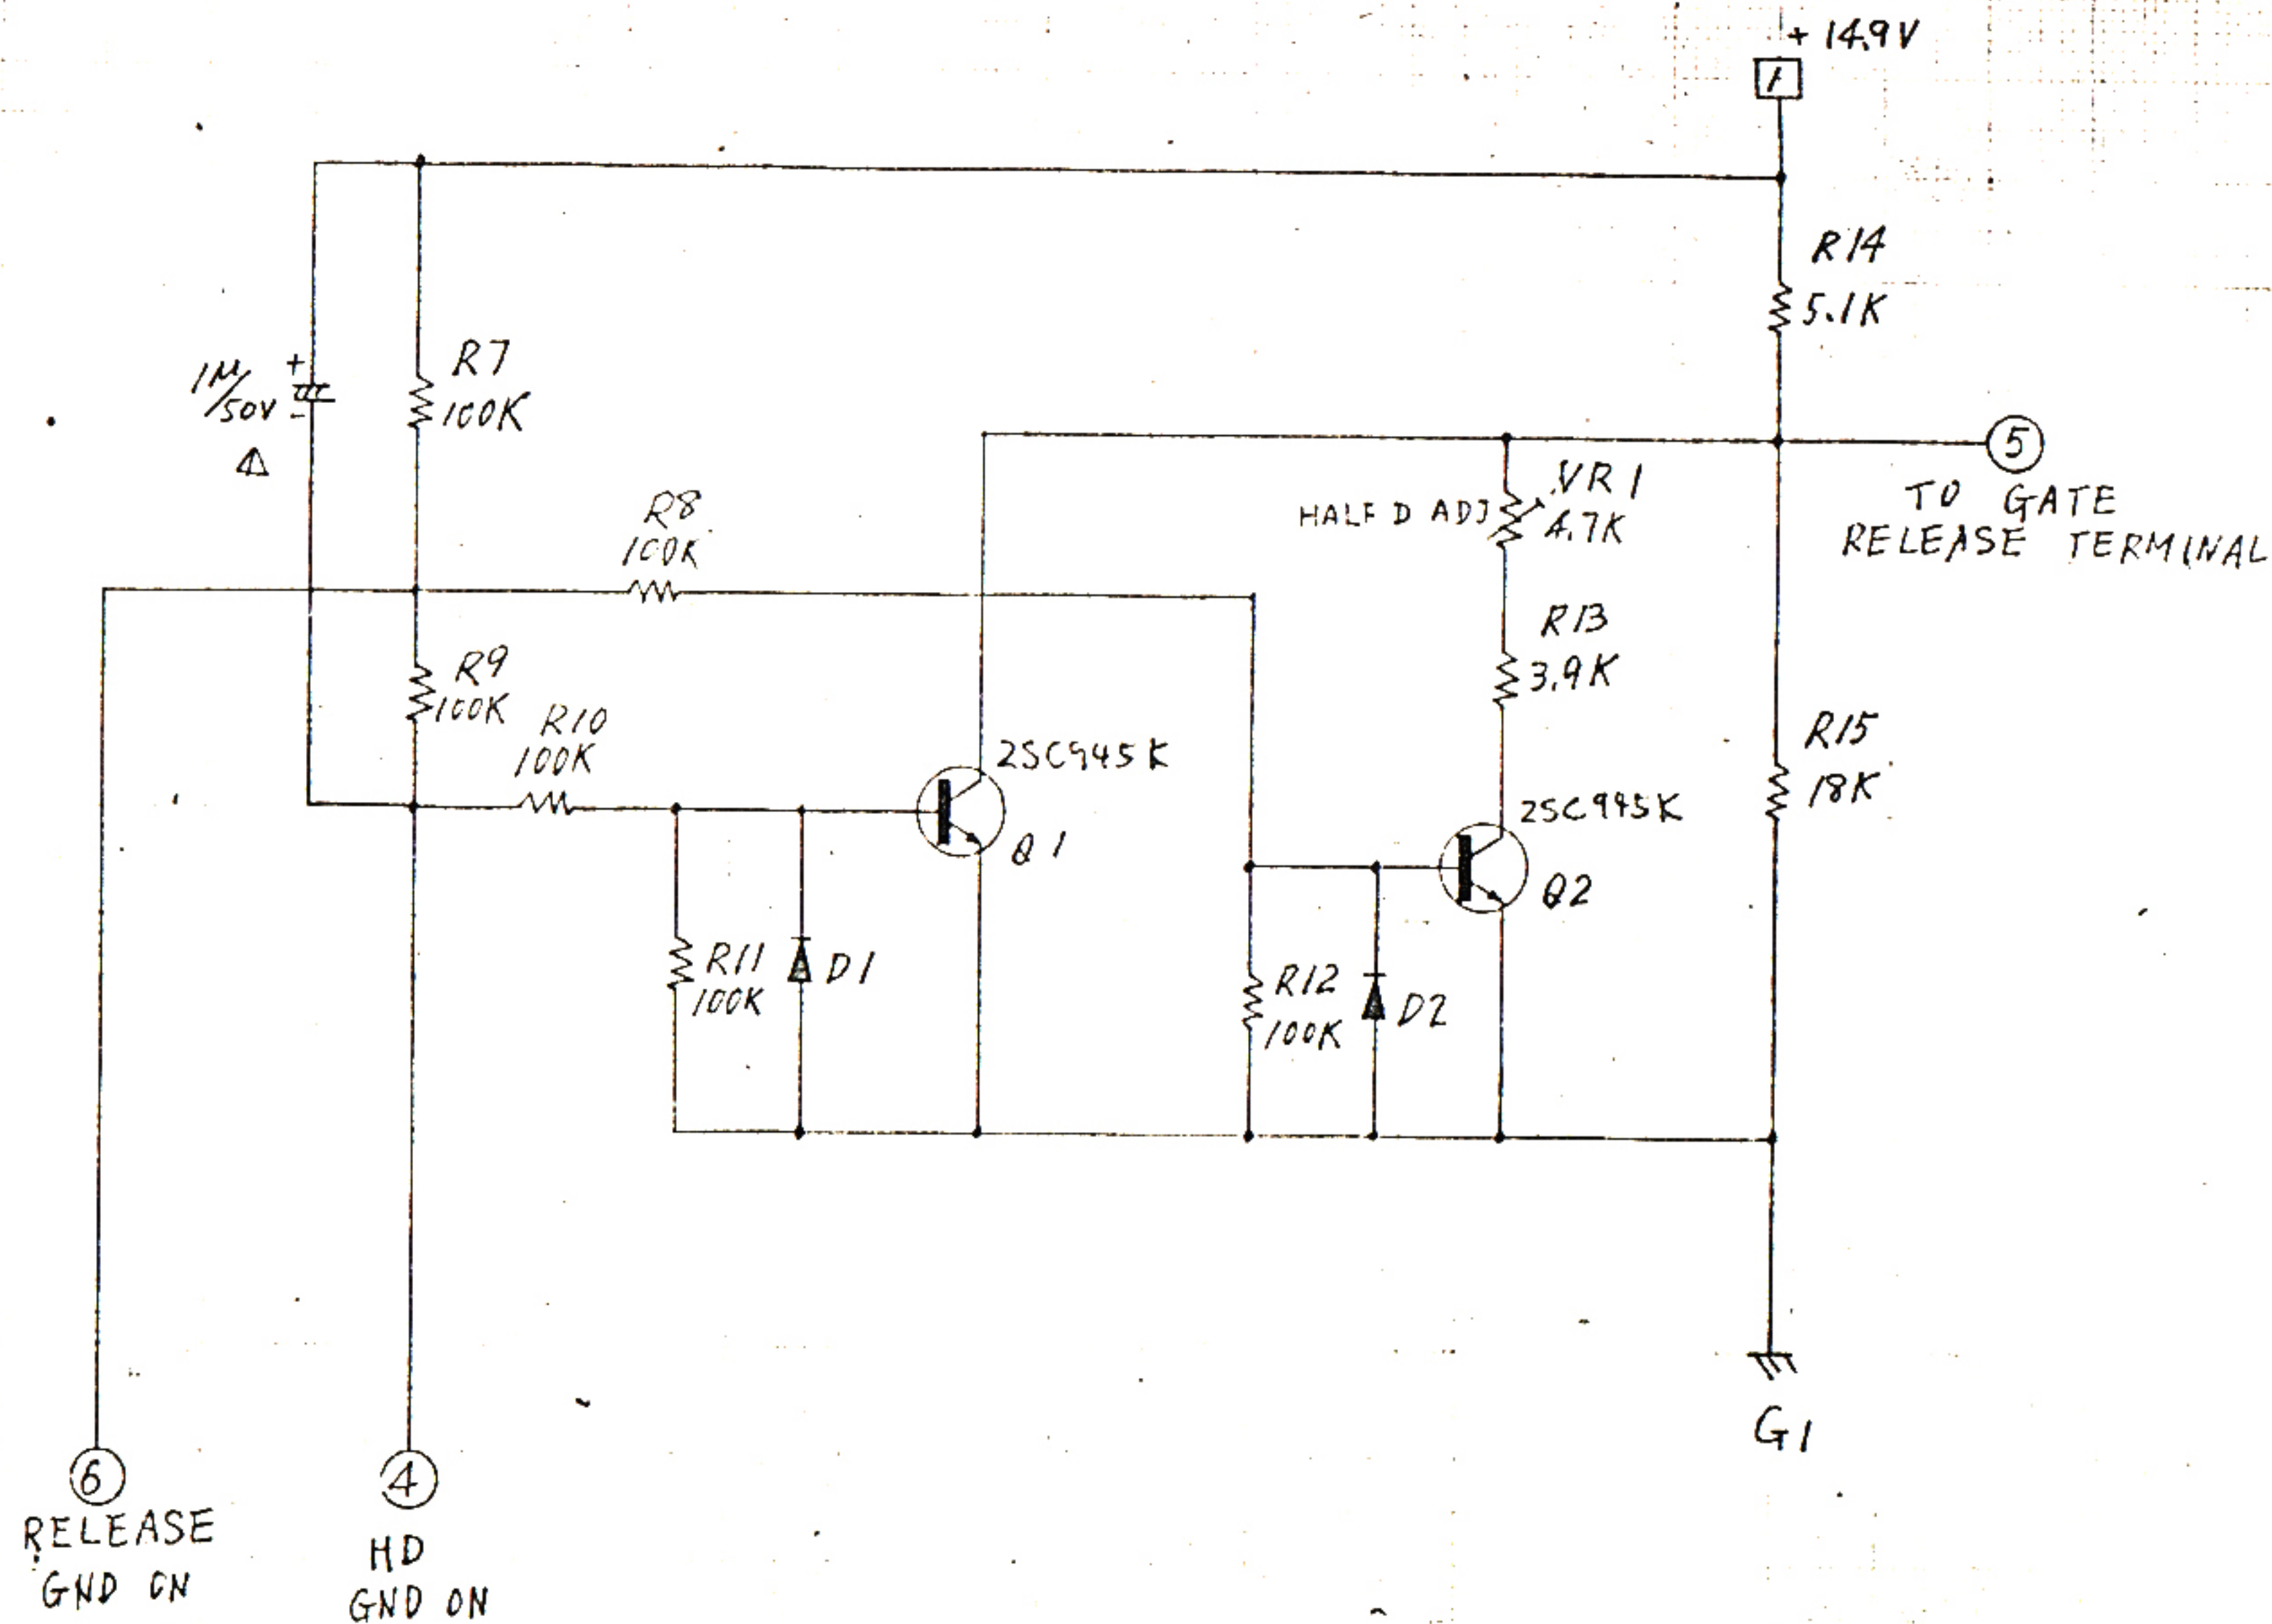 + 14.9V
1
R14
5.1K
R7
100K
1μ/50V
+
-
5
TO GATE
RELEASE TERMINAL
VR1
4.7K
HALF D ADJ
R8
100K
R13
3.9K
R9
100K
R10
100K
2SC945K
Q1
R15
18K
2SC945K
Q2
R11
100K
D1
R12
100K
D2
G1
6
RELEASE
GND ON
4
HD
GND ON